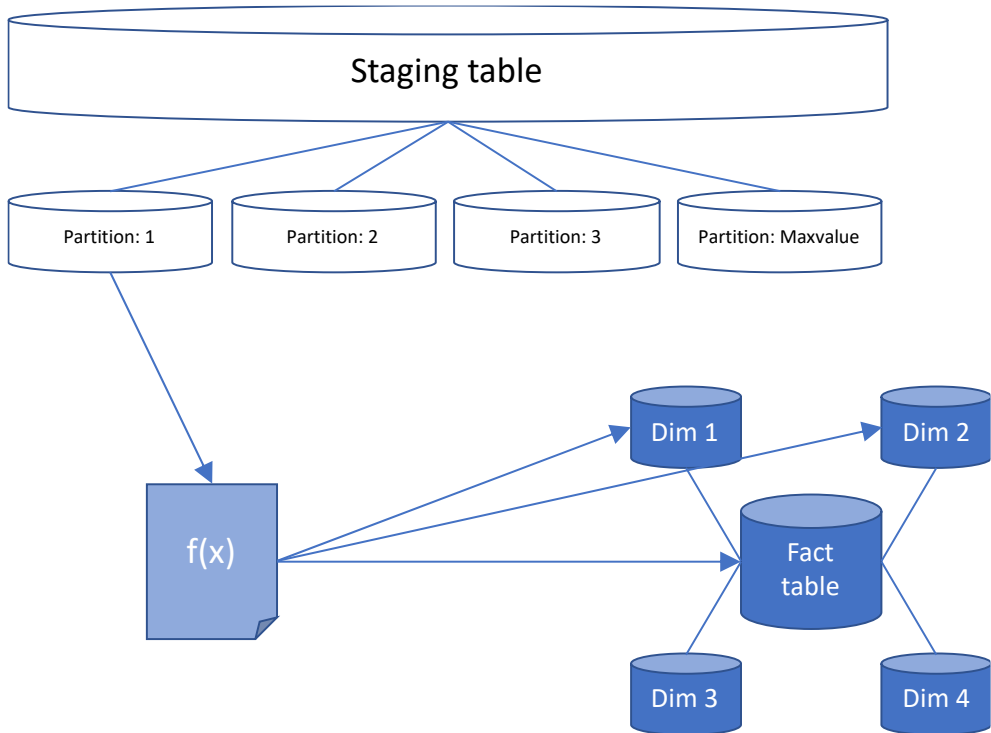 Staging table
Partition: 1
Partition: 2
Partition: 3
Partition: Maxvalue
Dim 1
Dim 2
f(x)
Fact
table
Dim 3
Dim 4